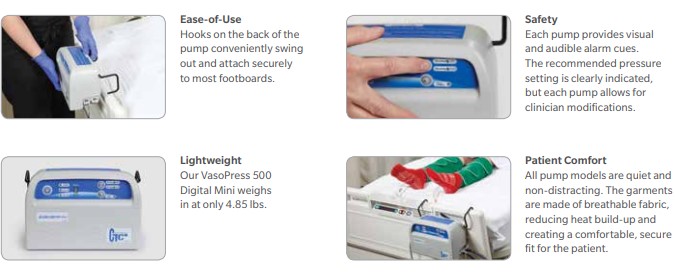 Ease-of-Use
Hooks on the back of the
pump conveniently swing
out and attach securely
to most footboards.
Safety
Each pump provides visual
and audible alarm cues.
The recommended pressure
setting is clearly indicated,
but each pump allows for
clinician modifications.
Lightweight
Our VasoPress 500
Digital Mini weighs
in at only 4.85 lbs.
CTC
Patient Comfort
All pump models are quiet and
non-distracting. The garments
are made of breathable fabric,
reducing heat build-up and
creating a comfortable, secure
fit for the patient.